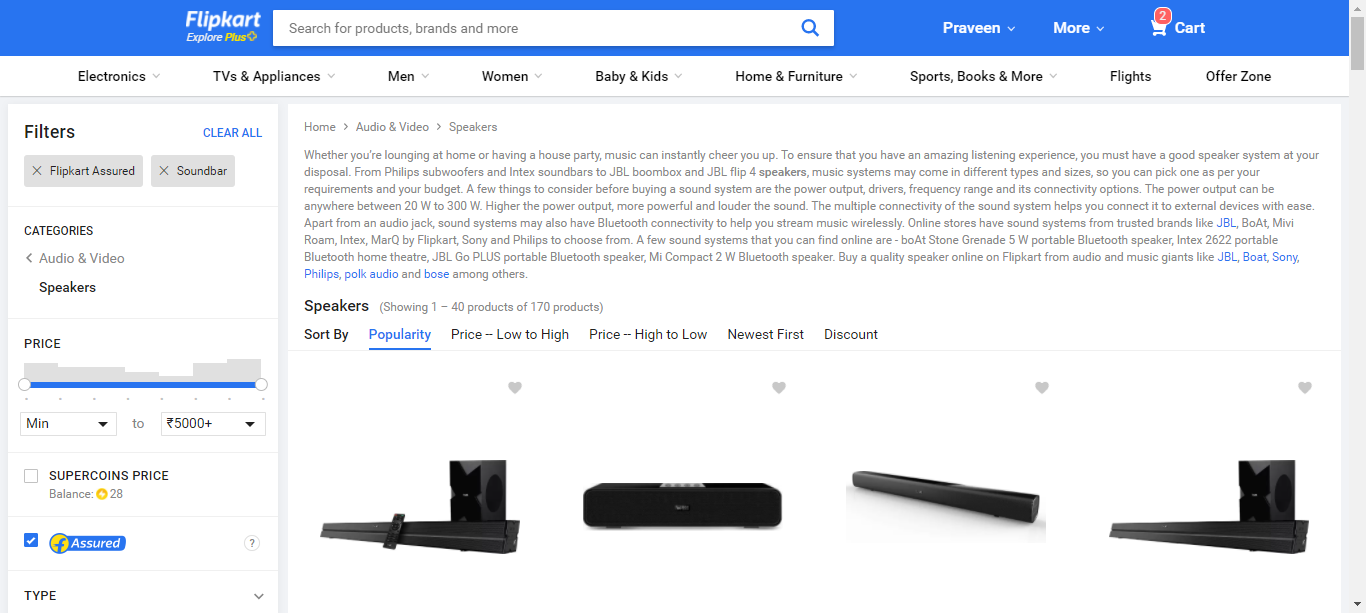 Flipkart
Explore Plus
Search for products, brands and more
Praveen
More
2
Cart
Electronics
TVs & Appliances
Men
Women
Baby & Kids
Home & Furniture
Sports, Books & More
Flights
Offer Zone
Filters
CLEAR ALL
Flipkart Assured
Soundbar
CATEGORIES
Audio & Video
Speakers
PRICE
Min
to
₹5000+
SUPERCOINS PRICE
Balance: 28
Assured
?
TYPE
Home > Audio & Video > Speakers
Whether you're lounging at home or having a house party, music can instantly cheer you up. To ensure that you have an amazing listening experience, you must have a good speaker system at your
disposal. From Philips subwoofers and Intex soundbars to JBL boombox and JBL flip 4 speakers, music systems may come in different types and sizes, so you can pick one as per your
requirements and your budget. A few things to consider before buying a sound system are the power output, drivers, frequency range and its connectivity options. The power output can be
anywhere between 20 W to 300 W. Higher the power output, more powerful and louder the sound. The multiple connectivity of the sound system helps you connect it to external devices with ease.
Apart from an audio jack, sound systems may also have Bluetooth connectivity to help you stream music wirelessly. Online stores have sound systems from trusted brands like JBL, BoAt, Mivi
Roam, Intex, MarQ by Flipkart, Sony and Philips to choose from. A few sound systems that you can find online are - boAt Stone Grenade 5 W portable Bluetooth speaker, Intex 2622 portable
Bluetooth home theatre, JBL Go PLUS portable Bluetooth speaker, Mi Compact 2 W Bluetooth speaker. Buy a quality speaker online on Flipkart from audio and music giants like JBL, Boat, Sony,
Philips, polk audio and bose among others.
Speakers (Showing 1 – 40 products of 170 products)
Sort By
Popularity
Price -- Low to High
Price -- High to Low
Newest First
Discount